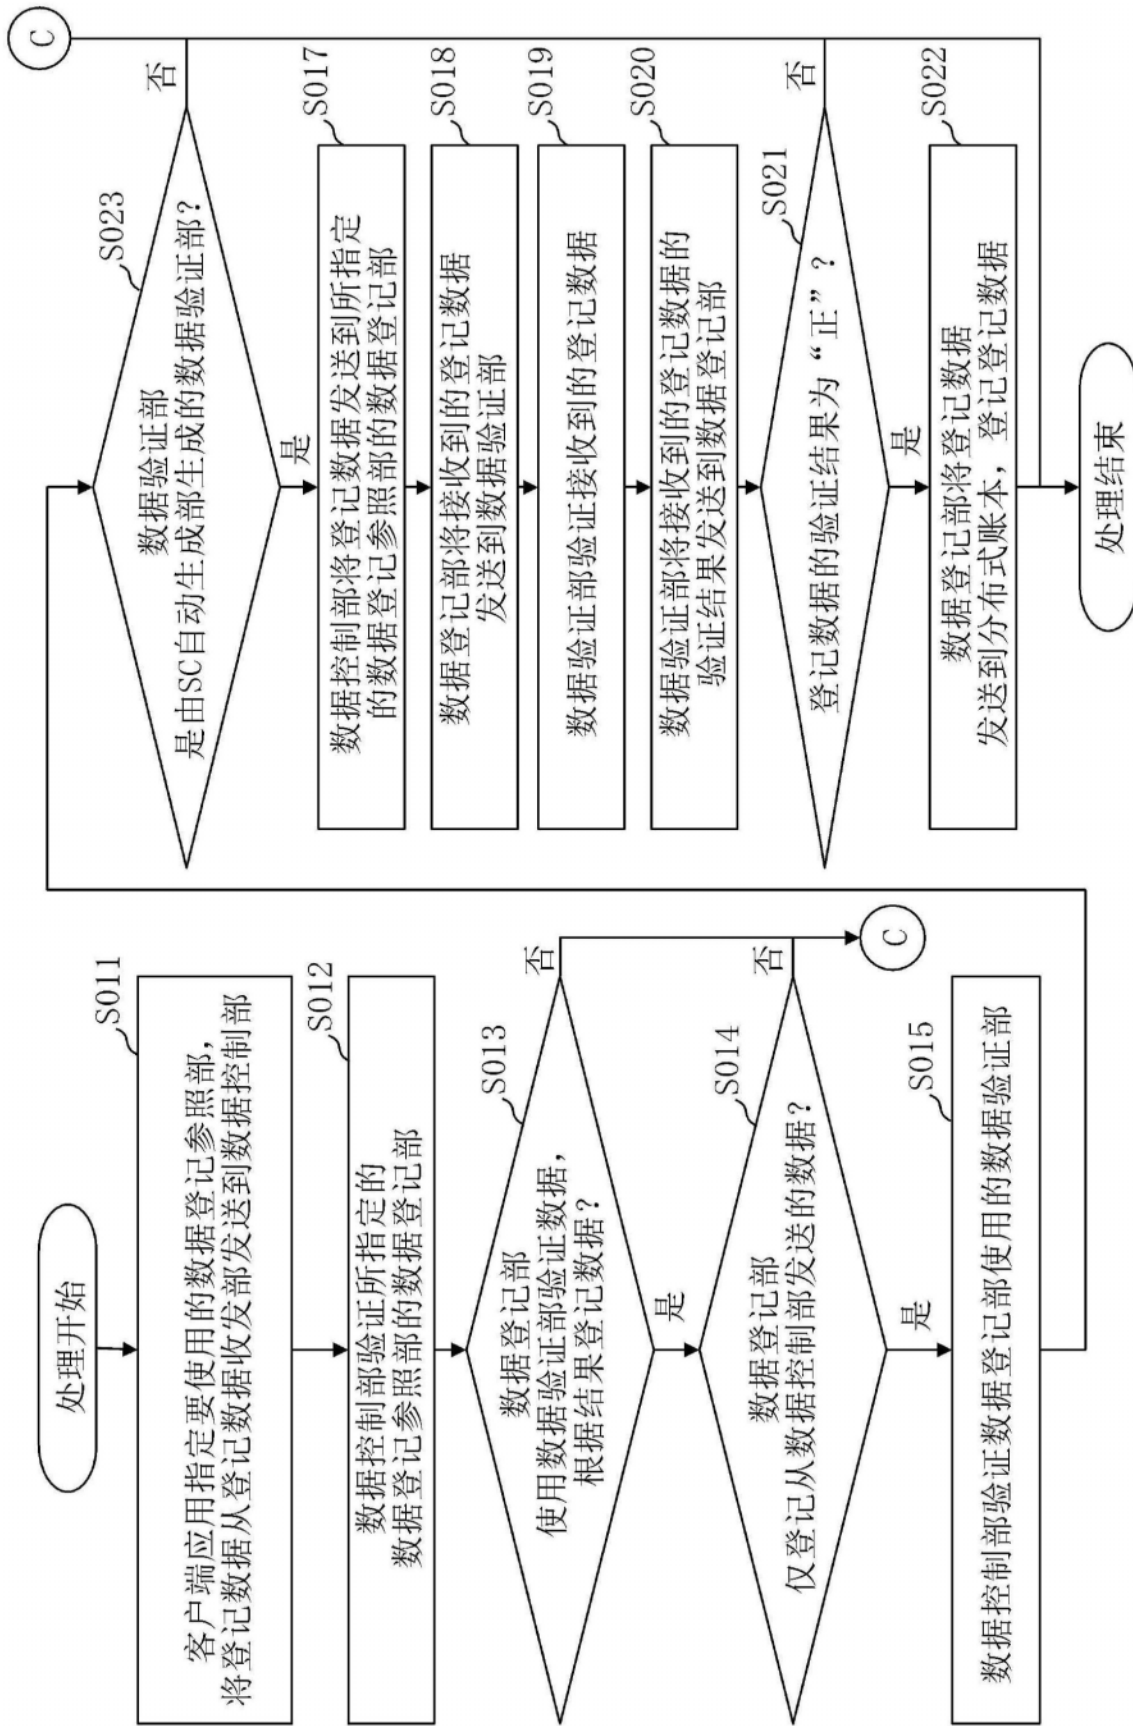 处理开始
S011
客户端应用指定要使用的数据登记参照部,
将登记数据从登记数据收发部发送到数据控制部
S012
数据控制部验证所指定的
数据登记参照部的数据登记部
S013
数据登记部
使用数据验证部验证数据,
根据结果登记数据?
否
是
S014
数据登记部
仅登记从数据控制部发送的数据?
否
是
C
S015
数据控制部验证数据登记部使用的数据验证部
C
S023
数据验证部
是由SC自动生成部生成的数据验证部?
否
是
S017
数据控制部将登记数据发送到所指定
的数据登记参照部的数据登记部
S018
数据登记部将接收到的登记数据
发送到数据验证部
S019
数据验证部验证接收到的登记数据
S020
数据验证部将接收到的登记数据的
验证结果发送到数据登记部
S021
登记数据的验证结果为“正”?
否
是
S022
数据登记部将登记数据
发送到分布式账本, 登记登记数据
处理结束